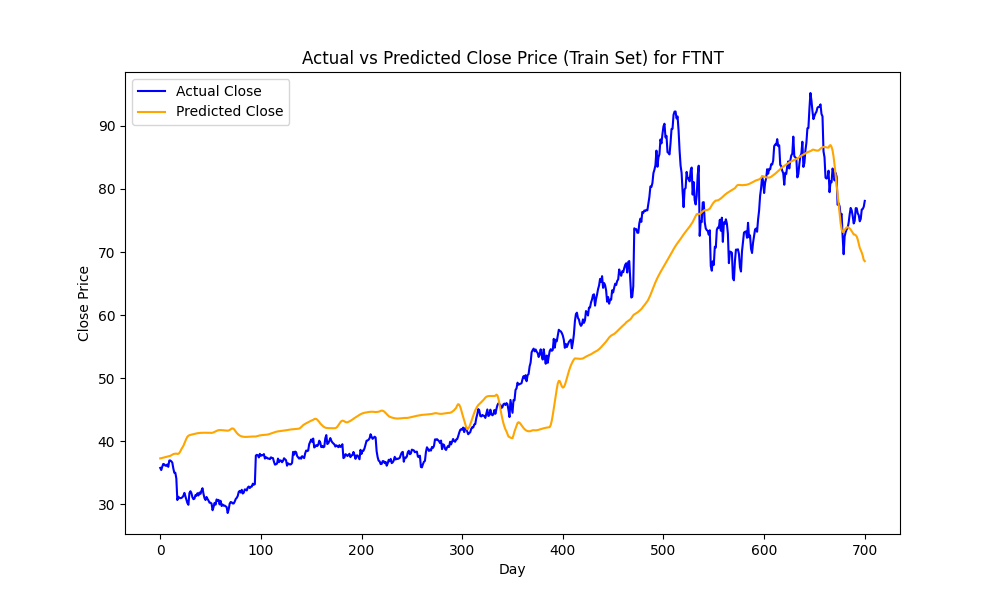 Actual vs Predicted Close Price (Train Set) for FTNT
Actual Close
Predicted Close
Close Price
90
80
70
60
50
40
30
0 100 200 300 400 500 600 700
Day